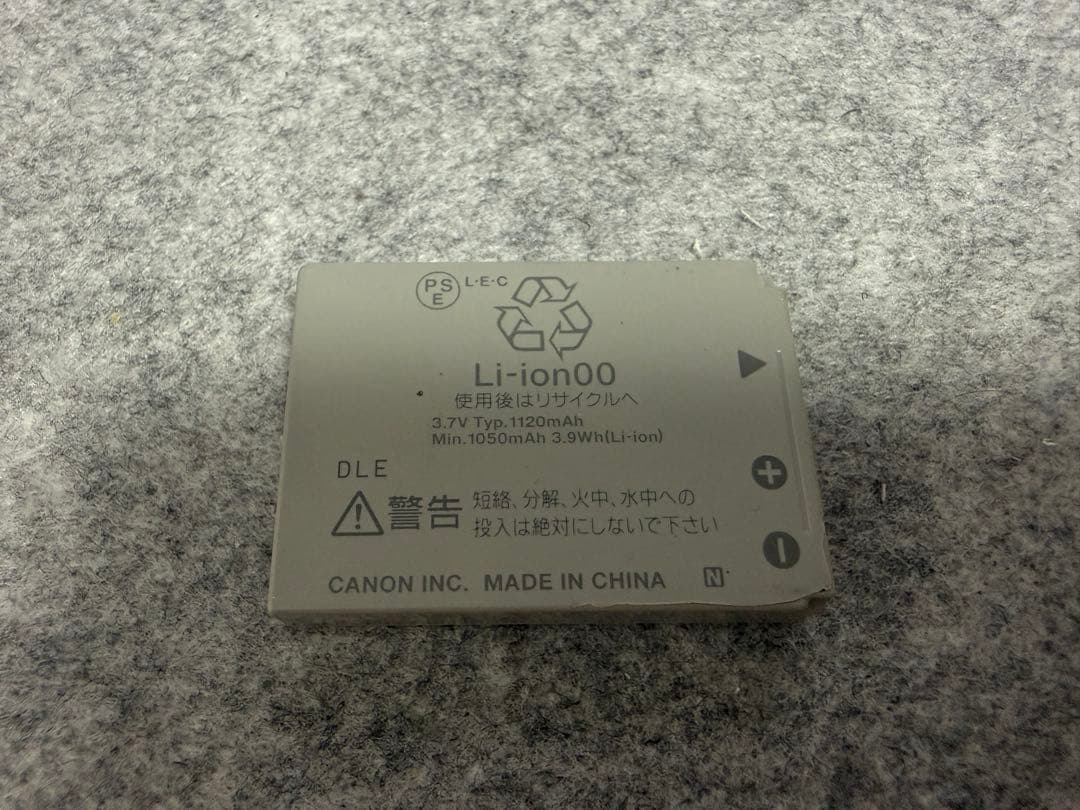 PS
E
L·E·C
Li-ion00
使用後はリサイクルへ
3.7V Typ.1120mAh
Min.1050mAh 3.9Wh(Li-ion)
DLE
警告
短絡、分解、火中、水中への
投入は絶対にしないで下さい
CANON INC. MADE IN CHINA N